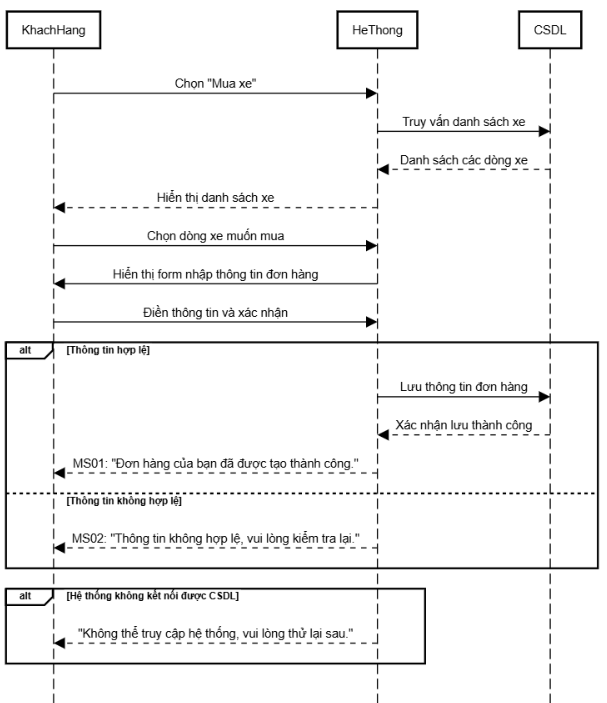 KhachHang HeThong CSDL
Chọn "Mua xe"
Truy vấn danh sách xe
Danh sách các dòng xe
Hiển thị danh sách xe
Chọn dòng xe muốn mua
Hiển thị form nhập thông tin đơn hàng
Điền thông tin và xác nhận
alt [Thông tin hợp lệ]
Lưu thông tin đơn hàng
Xác nhận lưu thành công
MS01: "Đơn hàng của bạn đã được tạo thành công."
[Thông tin không hợp lệ]
MS02: "Thông tin không hợp lệ, vui lòng kiểm tra lại."
alt [Hệ thống không kết nối được CSDL]
"Không thể truy cập hệ thống, vui lòng thử lại sau."